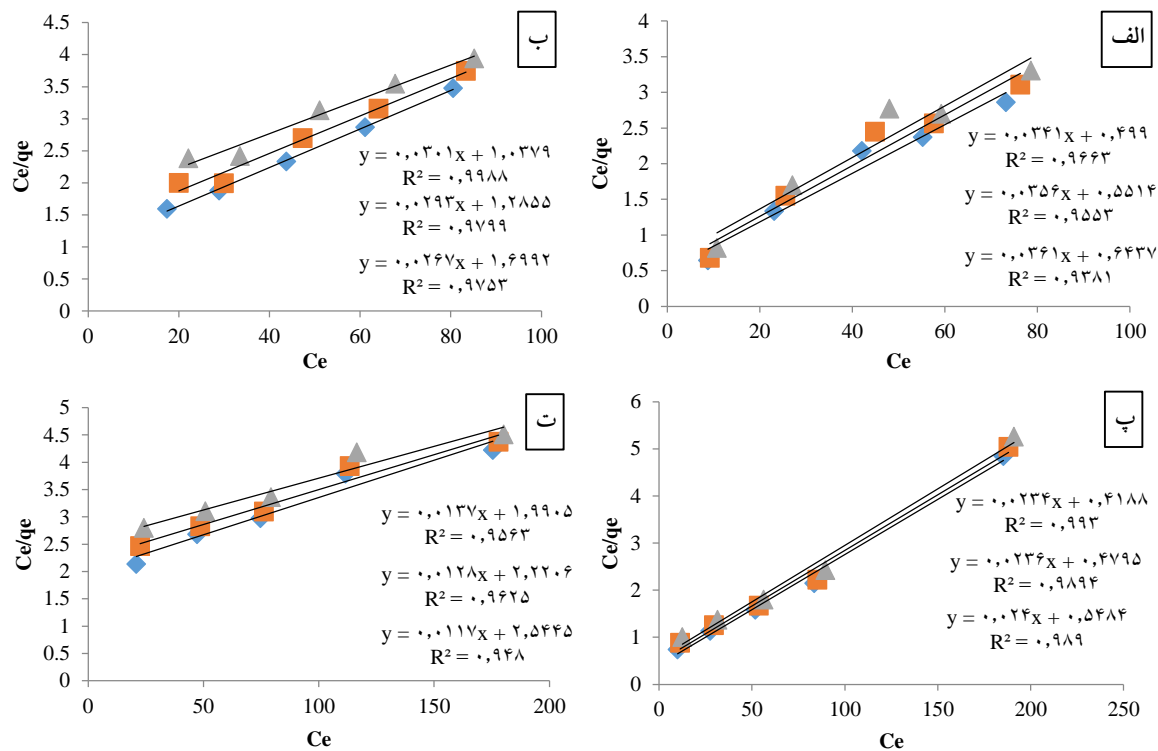 ب
4.5
4
3.5
3
2.5
2
1.5
1
0.5
0
Ce/qe
y = ۰٫۰۳۰۱x + ۱٫۰۳۷۹
R² = ۰٫۹۹۸۸
y = ۰٫۰۲۹۳x + ۱٫۲۸۵۵
R² = ۰٫۹۷۹۹
y = ۰٫۰۲۶۷x + ۱٫۶۹۹۲
R² = ۰٫۹۷۵۳
0 20 40 60 80 100
Ce
الف
4
3.5
3
2.5
2
1.5
1
0.5
0
Ce/qe
y = ۰٫۰۳۴۱x + ۰٫۴۹۹
R² = ۰٫۹۶۶۳
y = ۰٫۰۳۵۶x + ۰٫۵۵۱۴
R² = ۰٫۹۵۵۳
y = ۰٫۰۳۶۱x + ۰٫۶۴۳۷
R² = ۰٫۹۳۸۱
0 20 40 60 80 100
Ce
ت
5
4.5
4
3.5
3
2.5
2
1.5
1
0.5
0
Ce/qe
y = ۰٫۰۱۳۷x + ۱٫۹۹۰۵
R² = ۰٫۹۵۶۳
y = ۰٫۰۱۲۸x + ۲٫۲۲۰۶
R² = ۰٫۹۶۲۵
y = ۰٫۰۱۱۷x + ۲٫۵۴۴۵
R² = ۰٫۹۴۸
0 50 100 150 200
Ce
پ
6
5
4
3
2
1
0
Ce/qe
y = ۰٫۰۲۳۴x + ۰٫۴۱۸۸
R² = ۰٫۹۹۳
y = ۰٫۰۲۳۶x + ۰٫۴۷۹۵
R² = ۰٫۹۸۹۴
y = ۰٫۰۲۴x + ۰٫۵۴۸۴
R² = ۰٫۹۸۹
0 50 100 150 200 250
Ce